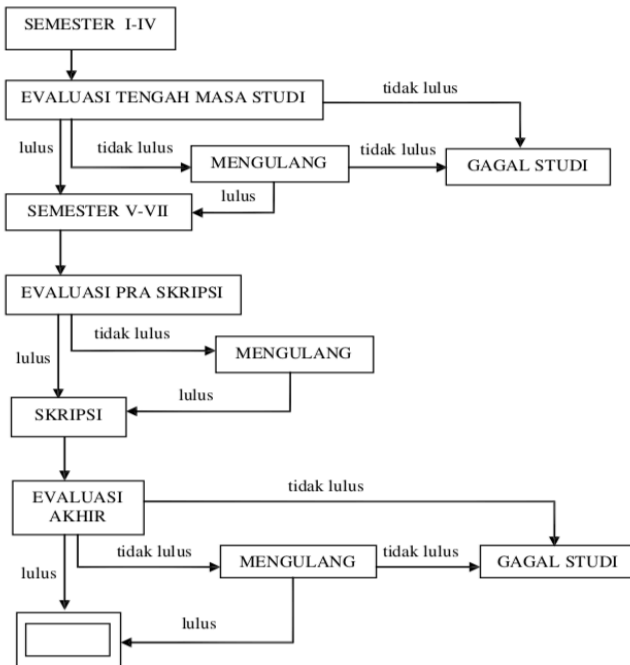 SEMESTER I-IV
EVALUASI TENGAH MASA STUDI
tidak lulus
lulus
tidak lulus
MENGULANG
tidak lulus
GAGAL STUDI
lulus
SEMESTER V-VII
EVALUASI PRA SKRIPSI
tidak lulus
lulus
MENGULANG
lulus
SKRIPSI
EVALUASI
AKHIR
tidak lulus
lulus
tidak lulus
MENGULANG
tidak lulus
GAGAL STUDI
lulus